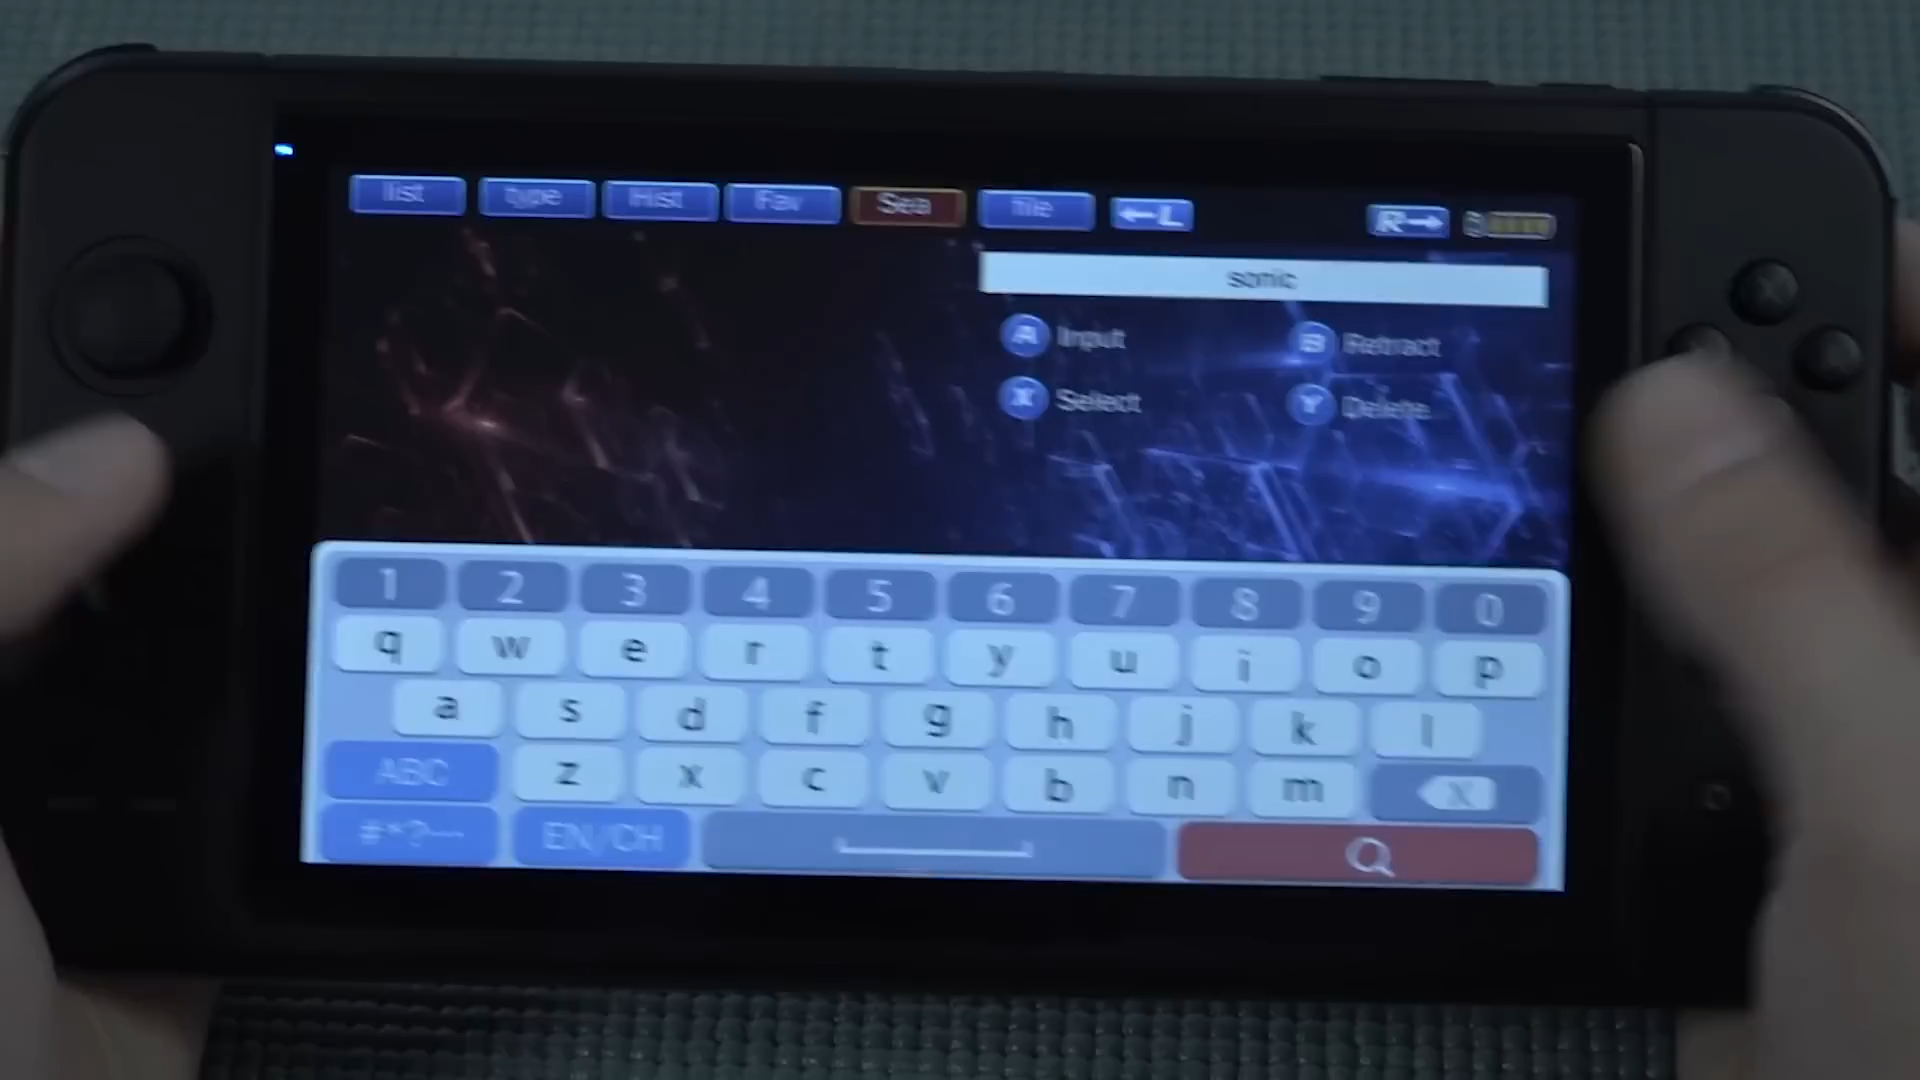 list type Hist Fav Sea file ←L R→
sonic
A Input B Retract
X Select Y Delete
1 2 3 4 5 6 7 8 9 0
q w e r t y u i o p
a s d f g h j k l
ABC z x c v b n m X
#*?··· EN/CH